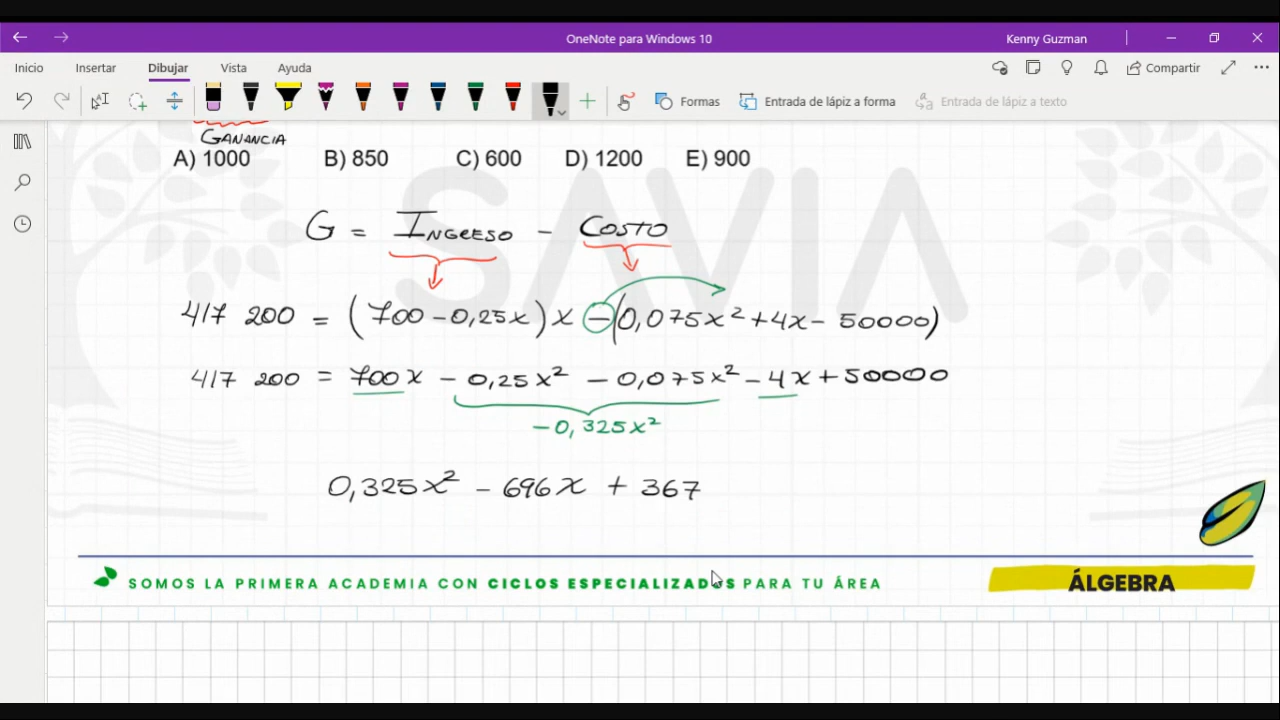 OneNote para Windows 10
Kenny Guzman
Inicio Insertar Dibujar Vista Ayuda Compartir
Formas Entrada de lápiz a forma Entrada de lápiz a texto
GANANCIA
A) 1000 B) 850 C) 600 D) 1200 E) 900
SAVIA
G = INGRESO - COSTO
417 200 = (700 - 0,25x)x - (0,075x² + 4x - 50000)
417 200 = 700x - 0,25x² - 0,075x² - 4x + 50000
-0,325x²
0,325x² - 696x + 367
SOMOS LA PRIMERA ACADEMIA CON CICLOS ESPECIALIZADOS PARA TU ÁREA
ÁLGEBRA